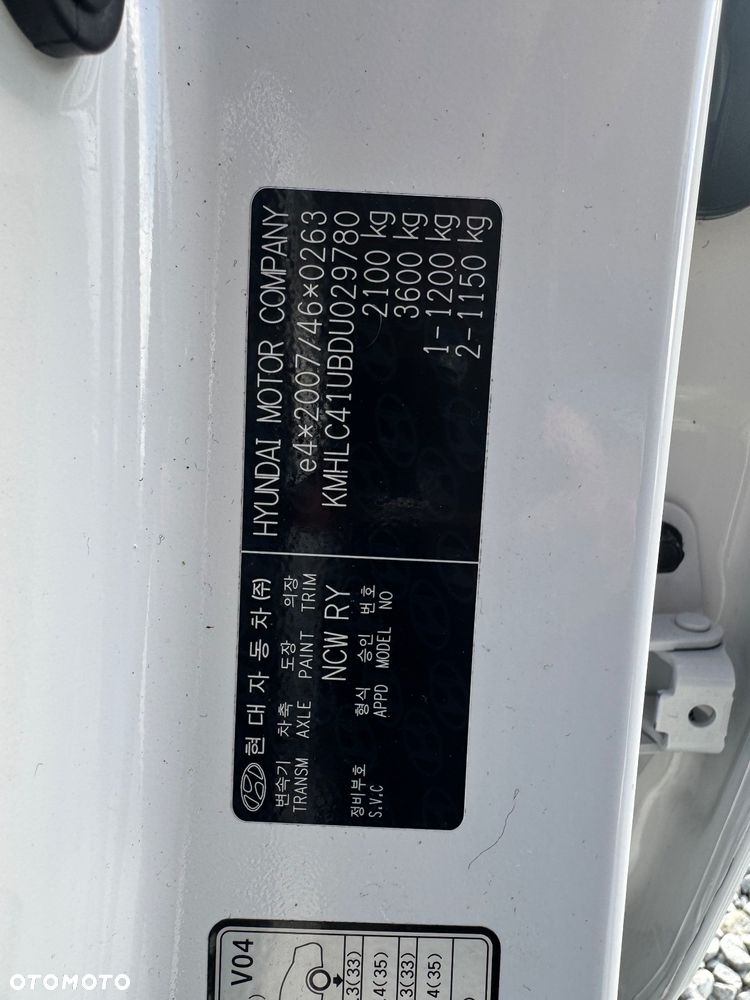 현대자동차(주)
변속기 차축 도장 의장
TRANSM AXLE PAINT TRIM
NCW RY
정비부호 형식 승인 번호
S.V.C APPD MODEL NO
HYUNDAI MOTOR COMPANY
e4*2007/46*0263
KMHLC41UBDU029780
2100 kg
3600 kg
1-1200 kg
2-1150 kg
V04
3(33)
4(35)
3(33)
4(35)
OTOMOTO